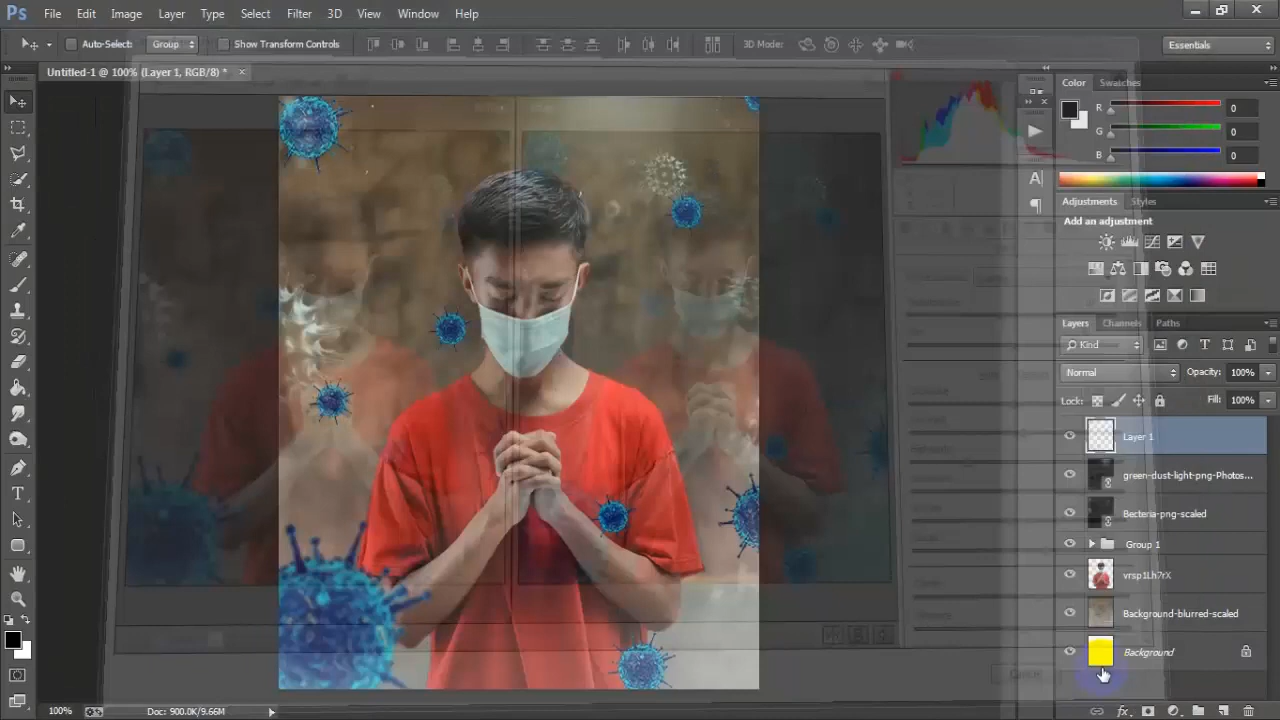 Ps File Edit Image Layer Type Select Filter 3D View Window Help
Auto-Select: Group Show Transform Controls 3D Mode: Essentials
Untitled-1 @ 100% (Layer 1, RGB/8) *
Color Swatches
R 0
G 0
B 0
Adjustments Styles
Add an adjustment
Layers Channels Paths
Kind
Normal Opacity: 100%
Lock: Fill: 100%
Layer 1
green-dust-light-png-Photos...
Becteria-png-scaled
Group 1
vrsp1Lh7rX
Background-blurred-scaled
Background
100% Doc: 900.0K/9.66M